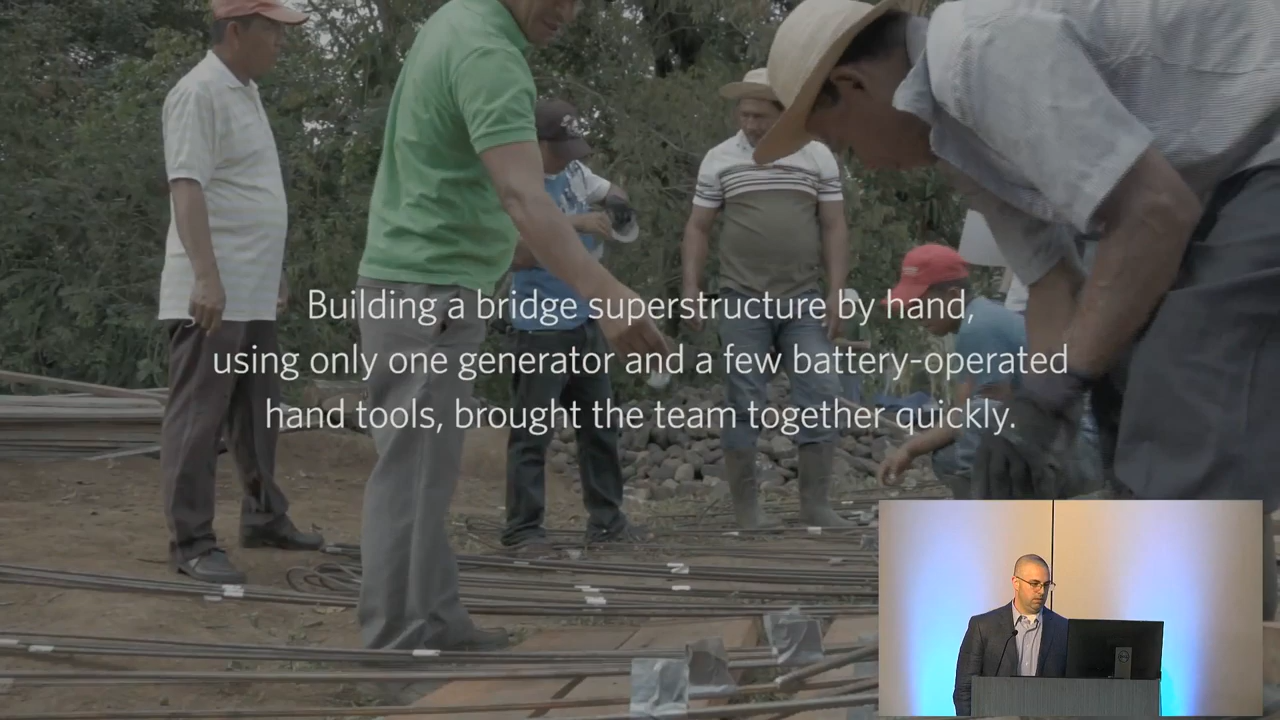 Building a bridge superstructure by hand,
using only one generator and a few battery-operated
hand tools, brought the team together quickly.